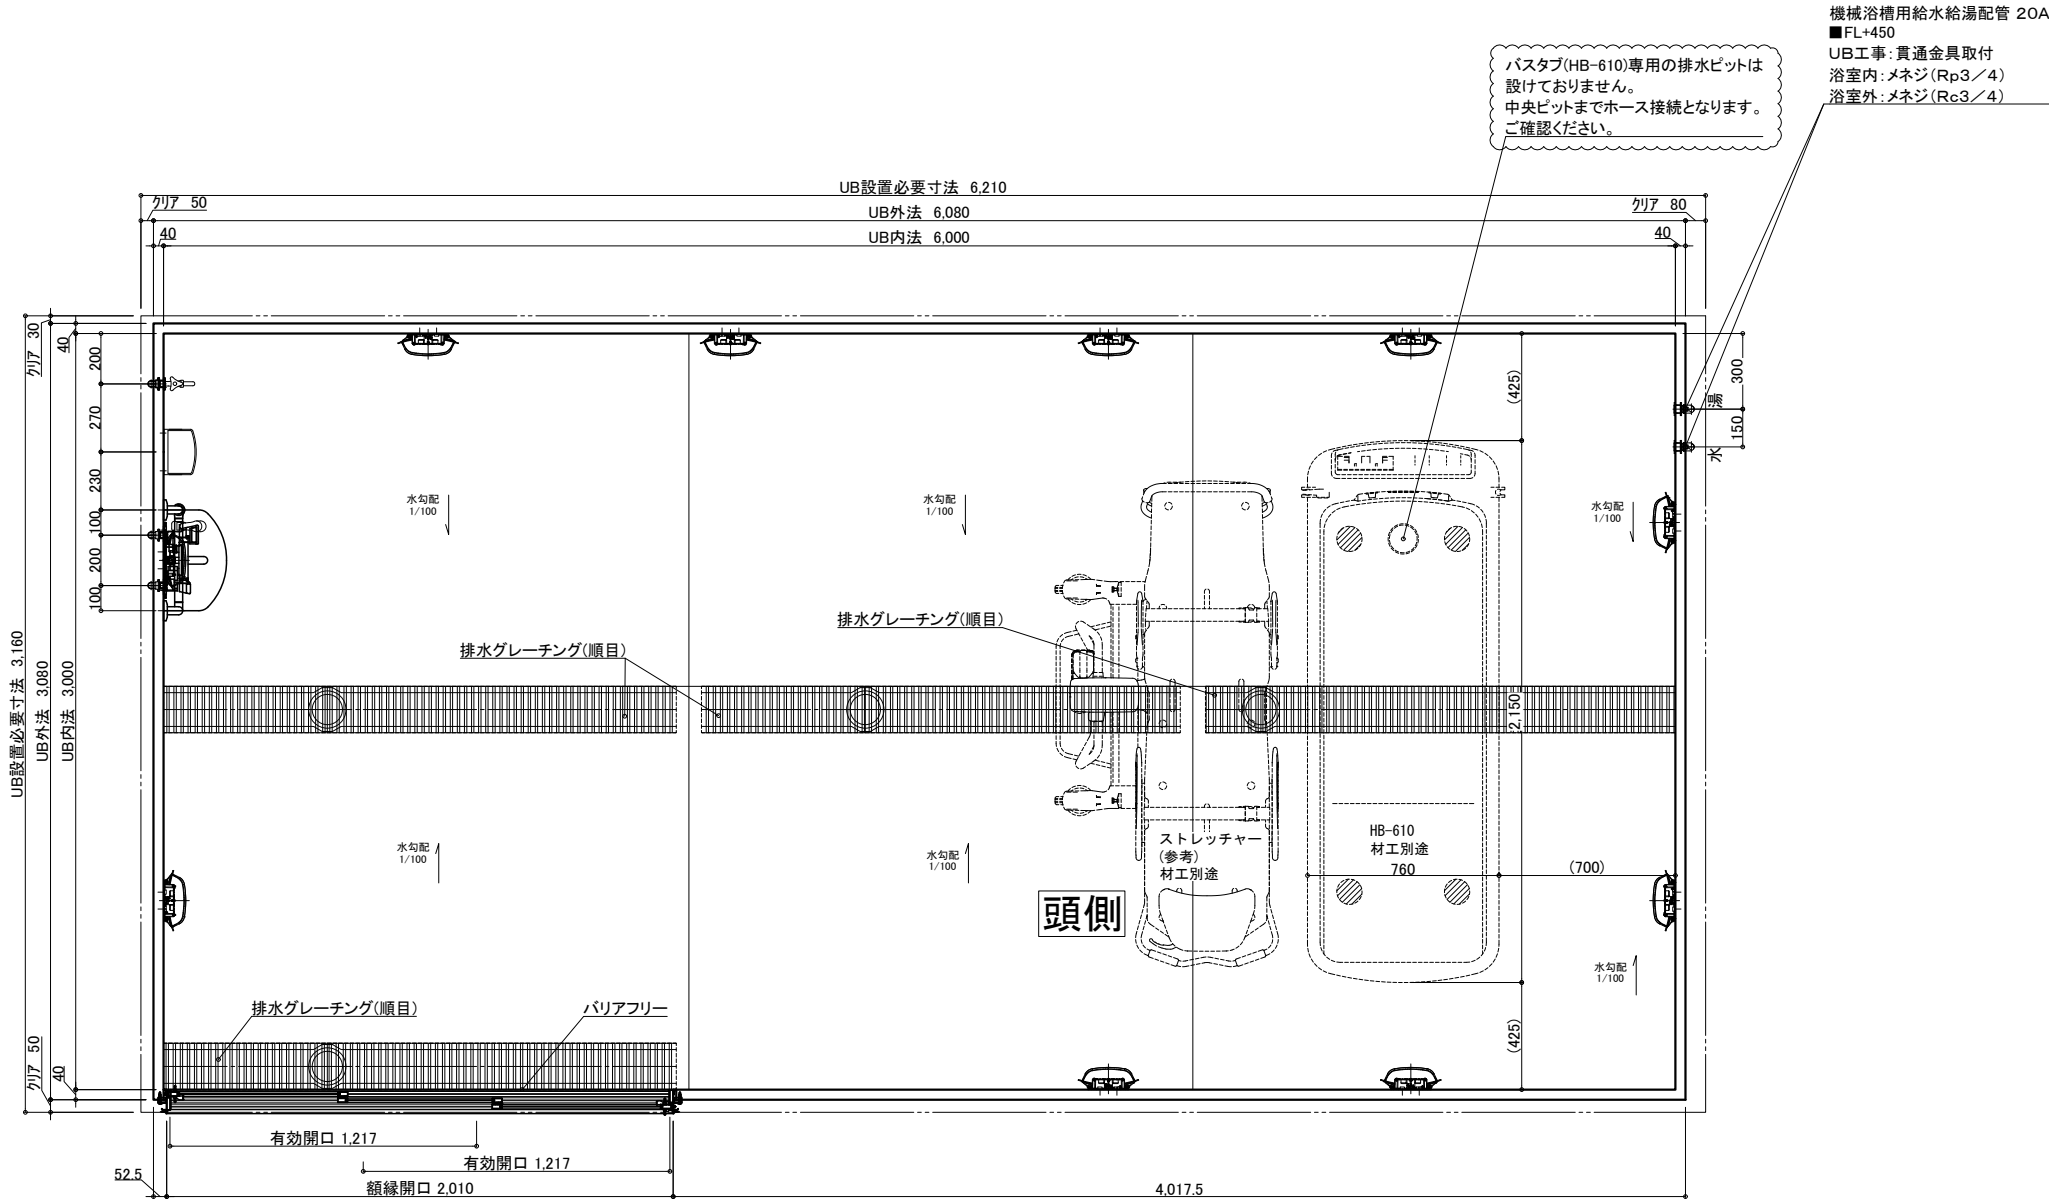 機械浴槽用給水給湯配管 20A
■FL+450
UB工事:貫通金具取付
浴室内:メネジ(Rp3/4)
浴室外:メネジ(Rc3/4)
バスタブ(HB-610)専用の排水ピットは
設けておりません。
中央ピットまでホース接続となります。
ご確認ください。
UB設置必要寸法 6,210
クリア 50
UB外法 6,080
クリア 80
40
UB内法 6,000
40
クリア 30
40
200
270
230
100
200
100
UB設置必要寸法 3,160
UB外法 3,080
UB内法 3,000
クリア 50
40
300
150
湯
水
(425)
水勾配
1/100
水勾配
1/100
水勾配
1/100
排水グレーチング(順目)
排水グレーチング(順目)
2,150
水勾配
1/100
水勾配
1/100
ストレッチャー
(参考)
材工別途
HB-610
材工別途
760
(700)
頭側
水勾配
1/100
排水グレーチング(順目)
バリアフリー
(425)
有効開口 1,217
有効開口 1,217
52.5
額縁開口 2,010
4,017.5